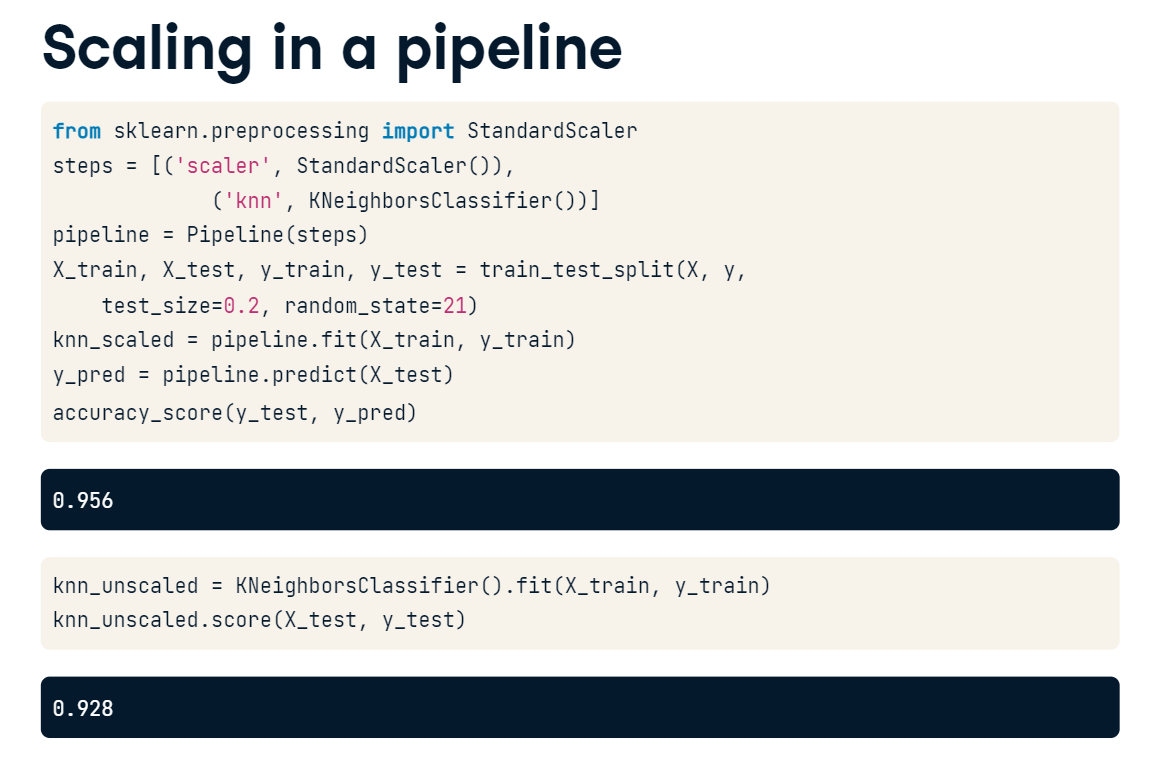 Scaling in a pipeline
from sklearn.preprocessing import StandardScaler
steps = [('scaler', StandardScaler()),
             ('knn', KNeighborsClassifier())]
pipeline = Pipeline(steps)
X_train, X_test, y_train, y_test = train_test_split(X, y,
    test_size=0.2, random_state=21)
knn_scaled = pipeline.fit(X_train, y_train)
y_pred = pipeline.predict(X_test)
accuracy_score(y_test, y_pred)
0.956
knn_unscaled = KNeighborsClassifier().fit(X_train, y_train)
knn_unscaled.score(X_test, y_test)
0.928